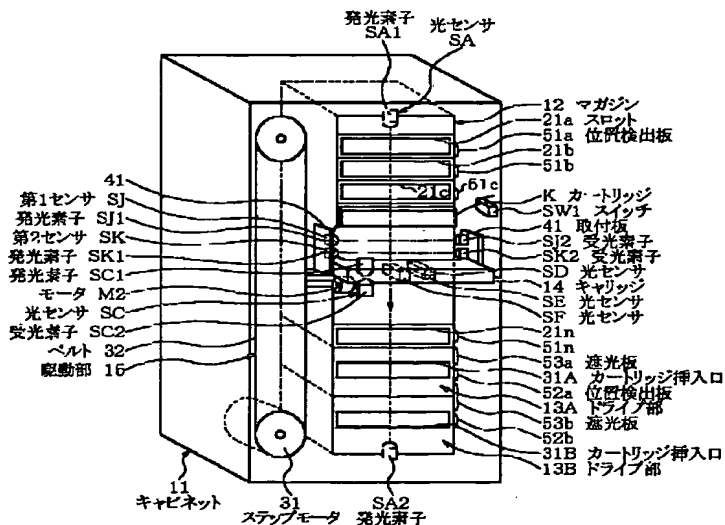 発光素子
SA1
光センサ
SA
12 マガジン
21a スロット
51a 位置検出板
21b
51b
21c
51c
K カートリッジ
SW1 スイッチ
41 取付板
SJ2 受光素子
SK2 受光素子
SD 光センサ
14 キャリッジ
SE 光センサ
SF 光センサ
21n
51n
53a 遮光板
31A カートリッジ挿入口
52a 位置検出板
13A ドライブ部
53b 遮光板
52b
31B カートリッジ挿入口
13B ドライブ部
41
第1センサ SJ
発光素子 SJ1
第2センサ SK
発光素子 SK1
発光素子 SC1
モータ M2
光センサ SC
受光素子 SC2
ベルト 32
駆動部 15
11
キャビネット
31
ステップモータ
SA2
発光素子